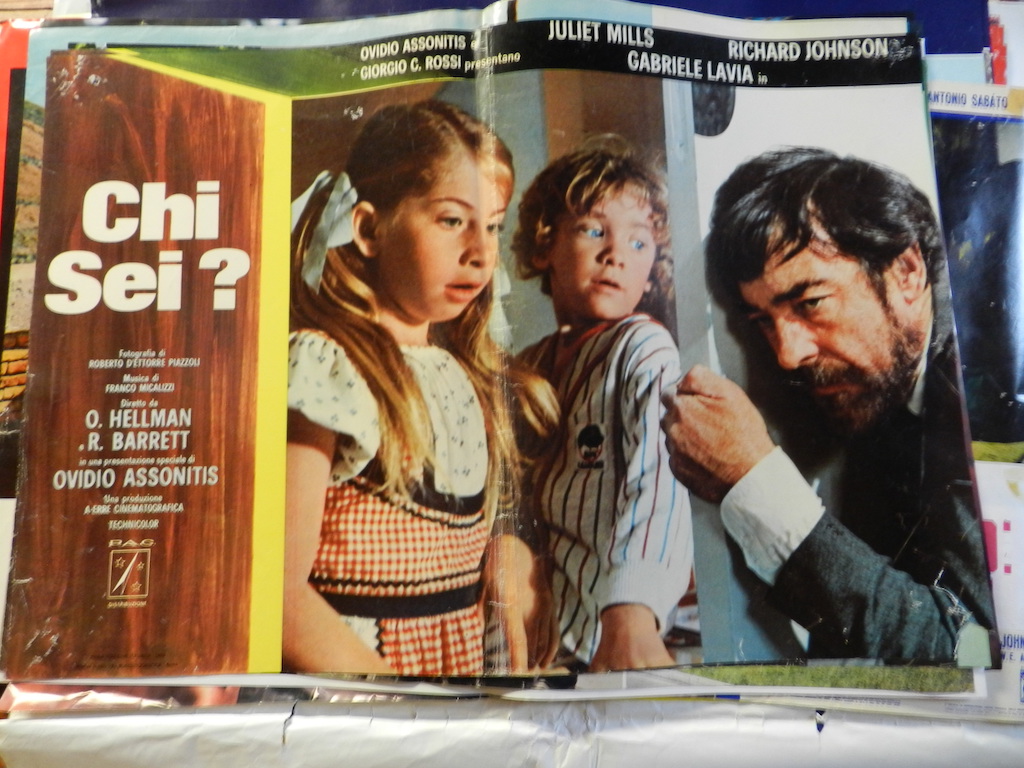 OVIDIO ASSONITIS e
GIORGIO C. ROSSI presentano
JULIET MILLS
GABRIELE LAVIA in
RICHARD JOHNSON
ANTONIO SABATO
Chi
Sei ?
Fotografia di
ROBERTO D'ETTORRE PIAZZOLI
Musica di
FRANCO MICALIZZI
Diretto da
O. HELLMAN
e R. BARRETT
in una presentazione speciale di
OVIDIO ASSONITIS
Una produzione
A-ERRE CINEMATOGRAFICA
TECHNICOLOR
P.A.C
JOHN